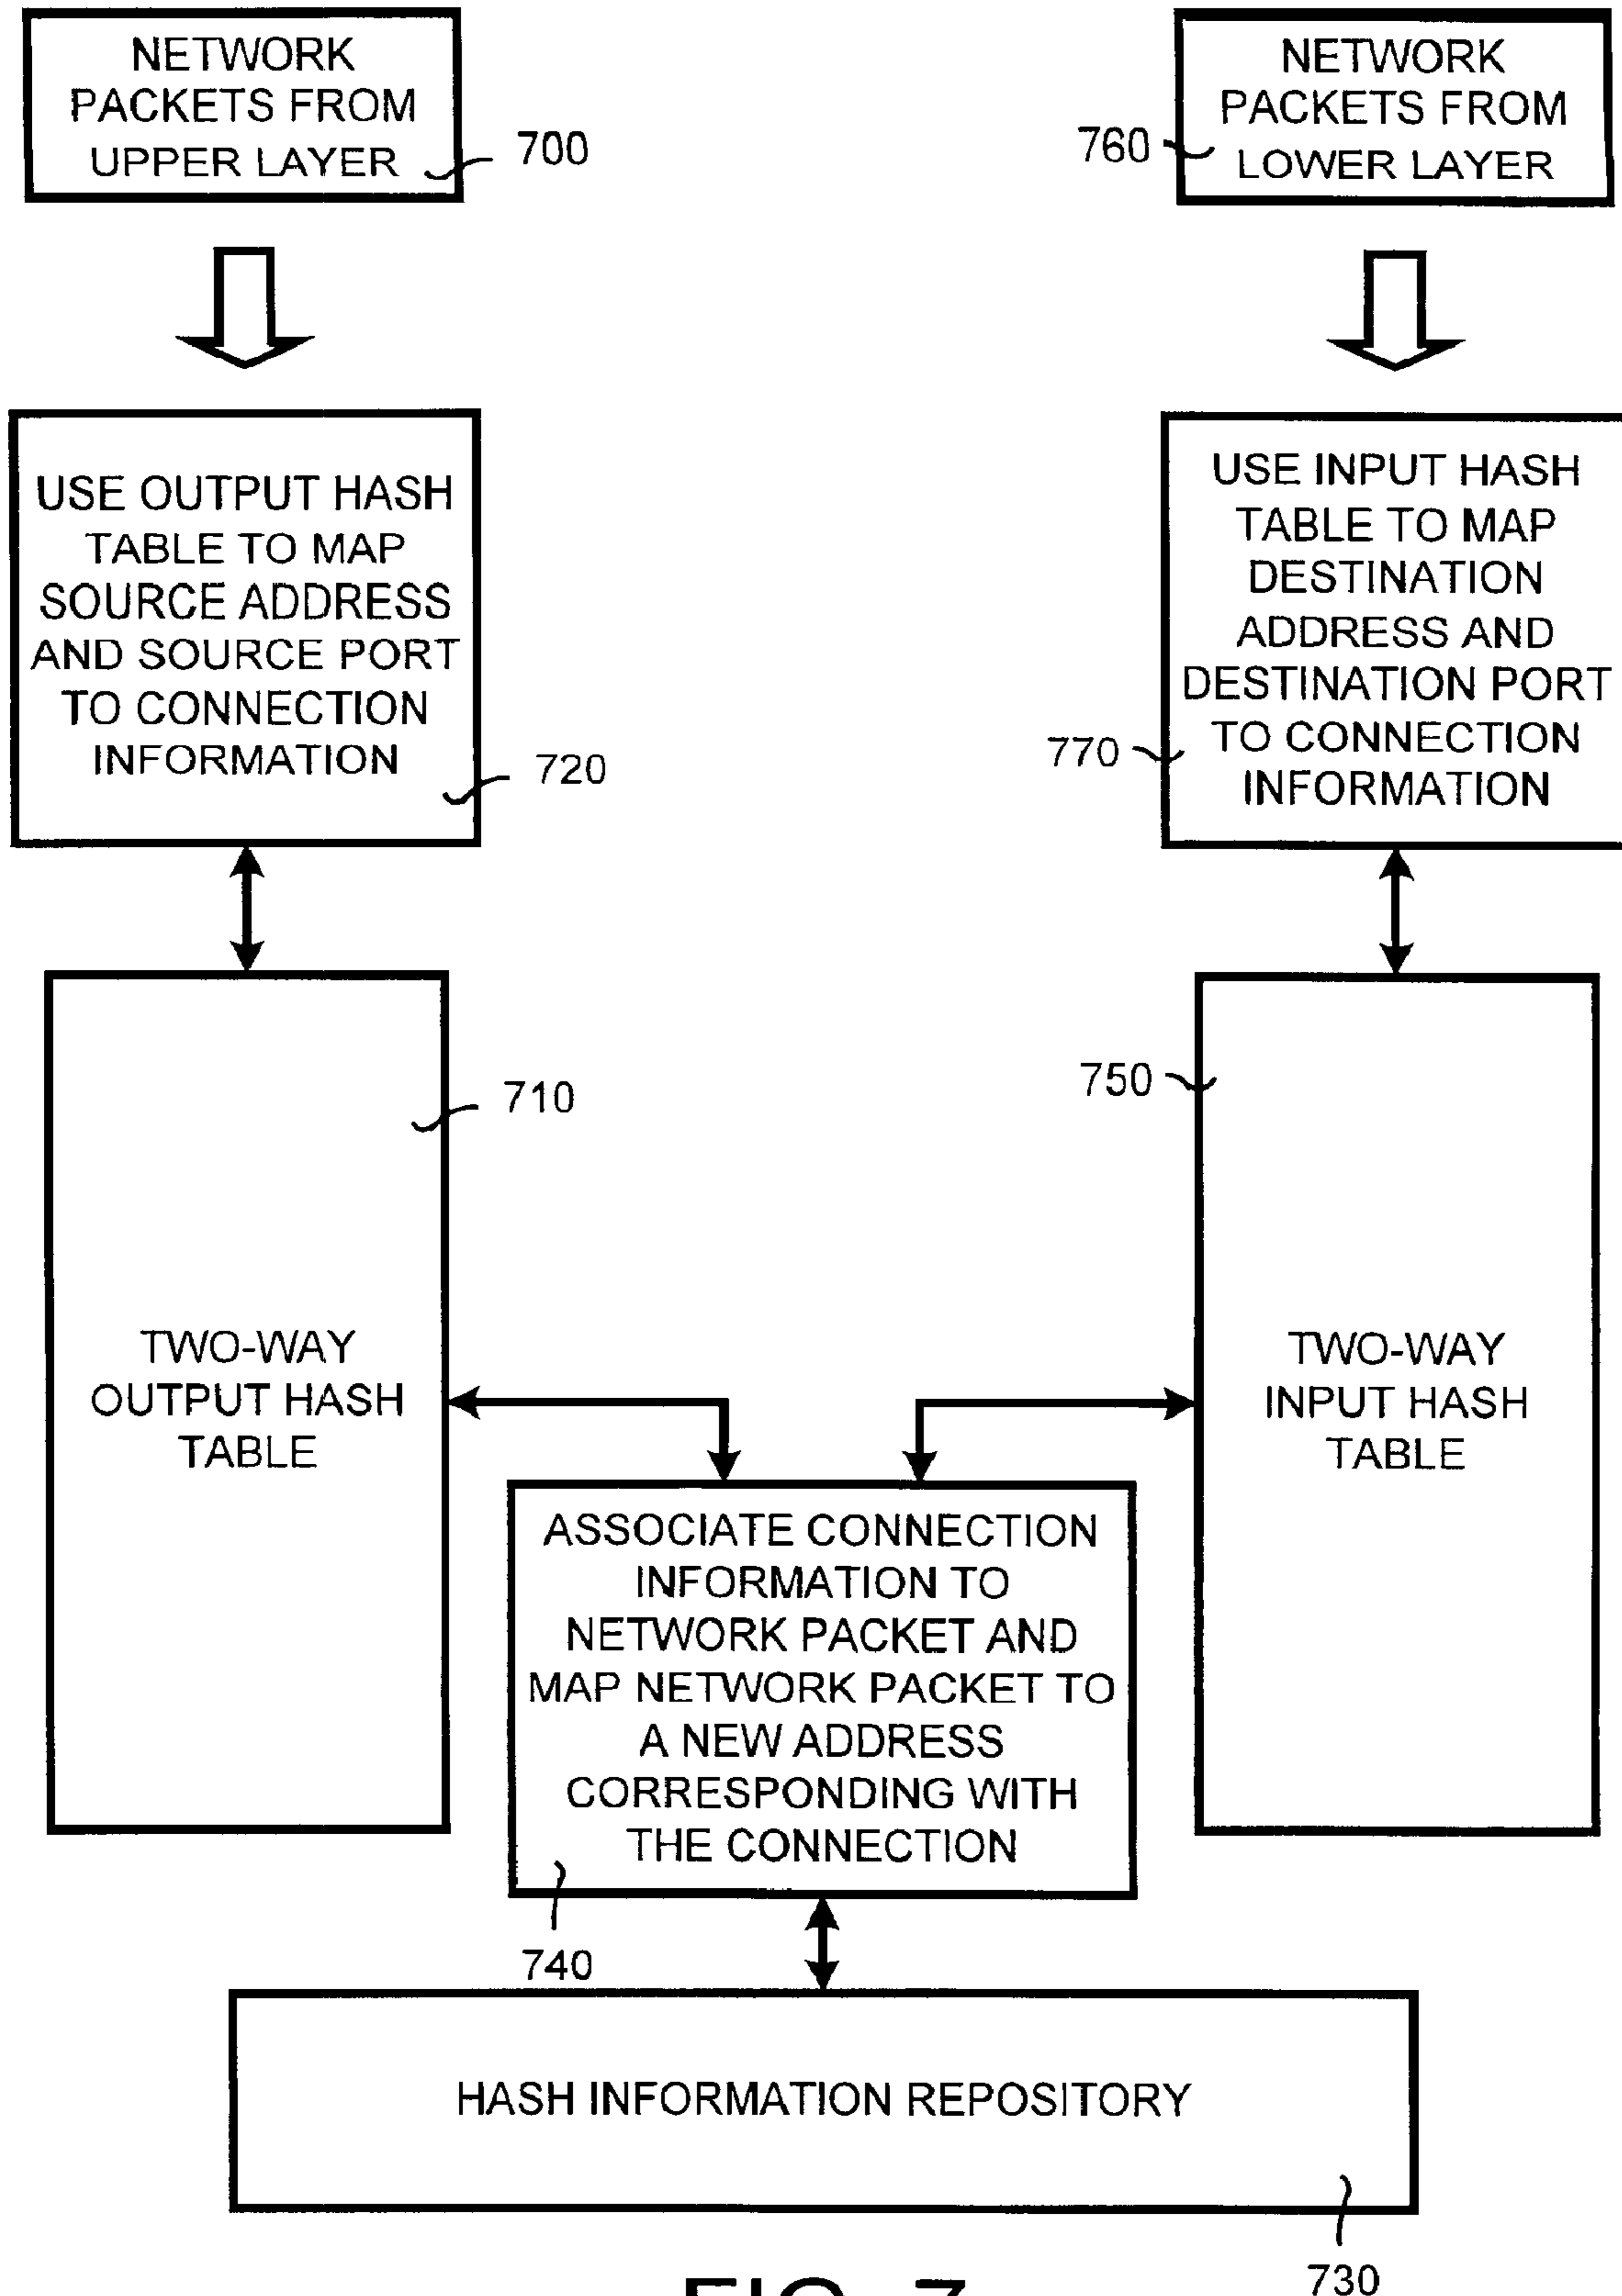 NETWORK
PACKETS FROM
UPPER LAYER
700
NETWORK
PACKETS FROM
LOWER LAYER
760
USE OUTPUT HASH
TABLE TO MAP
SOURCE ADDRESS
AND SOURCE PORT
TO CONNECTION
INFORMATION
720
USE INPUT HASH
TABLE TO MAP
DESTINATION
ADDRESS AND
DESTINATION PORT
TO CONNECTION
INFORMATION
770
710
TWO-WAY
OUTPUT HASH
TABLE
750
TWO-WAY
INPUT HASH
TABLE
ASSOCIATE CONNECTION
INFORMATION TO
NETWORK PACKET AND
MAP NETWORK PACKET TO
A NEW ADDRESS
CORRESPONDING WITH
THE CONNECTION
740
HASH INFORMATION REPOSITORY
730
FIG. 7